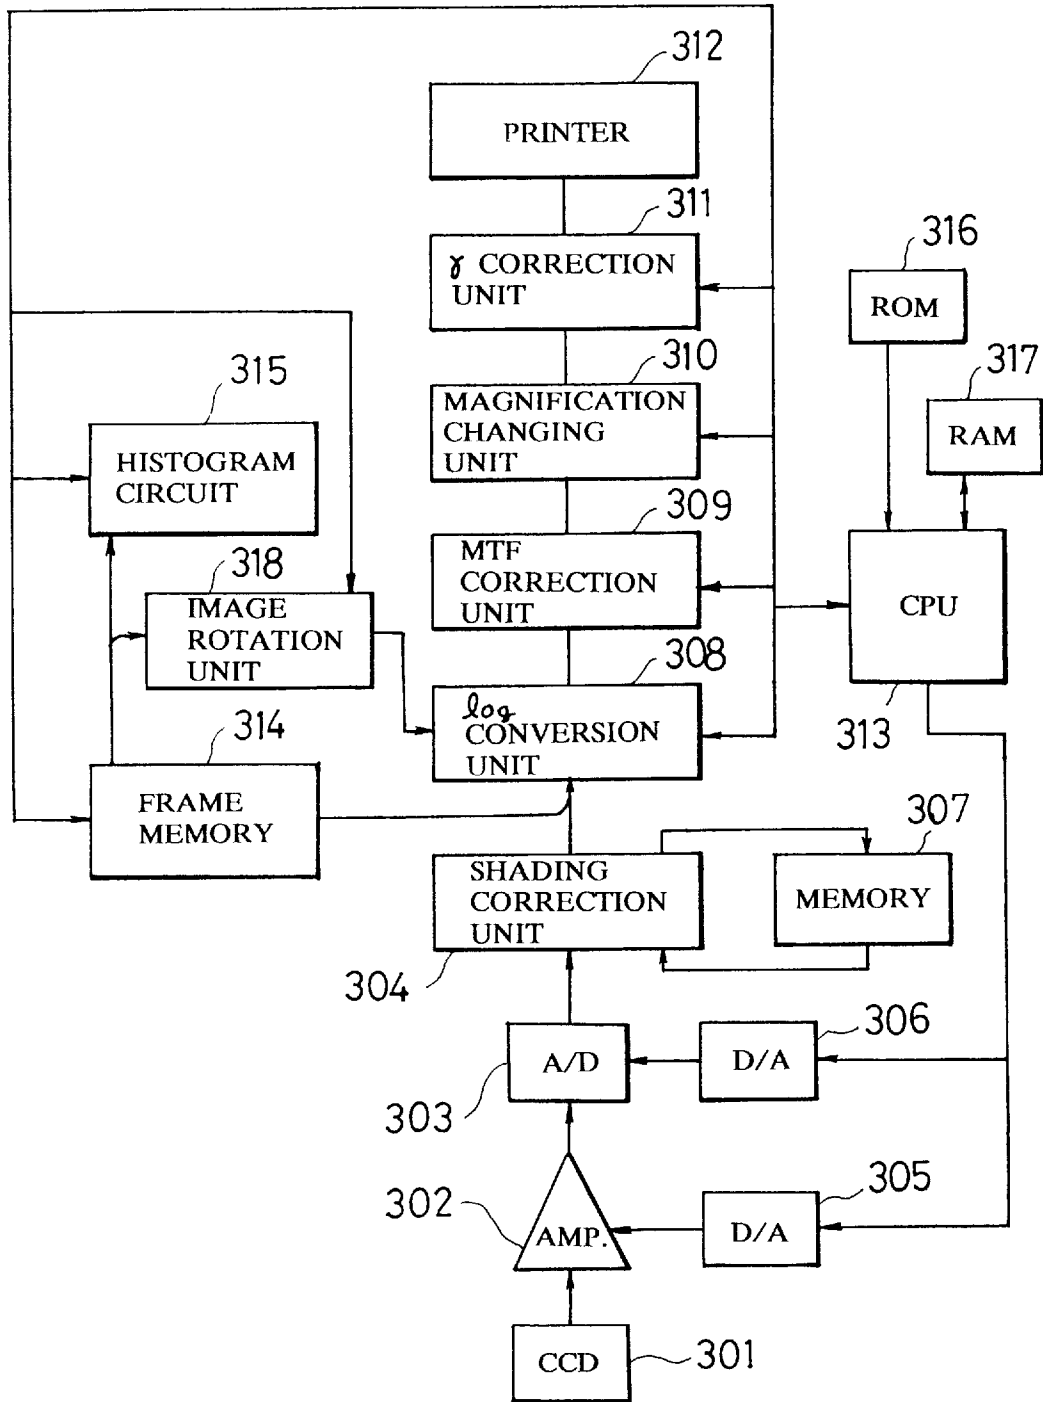 312
PRINTER
311
γ CORRECTION
UNIT
316
ROM
310
MAGNIFICATION
CHANGING
UNIT
317
RAM
315
HISTOGRAM
CIRCUIT
309
MTF
CORRECTION
UNIT
CPU
313
318
IMAGE
ROTATION
UNIT
308
log
CONVERSION
UNIT
314
FRAME
MEMORY
307
MEMORY
SHADING
CORRECTION
UNIT
304
306
A/D
D/A
303
305
302
AMP.
D/A
CCD
301